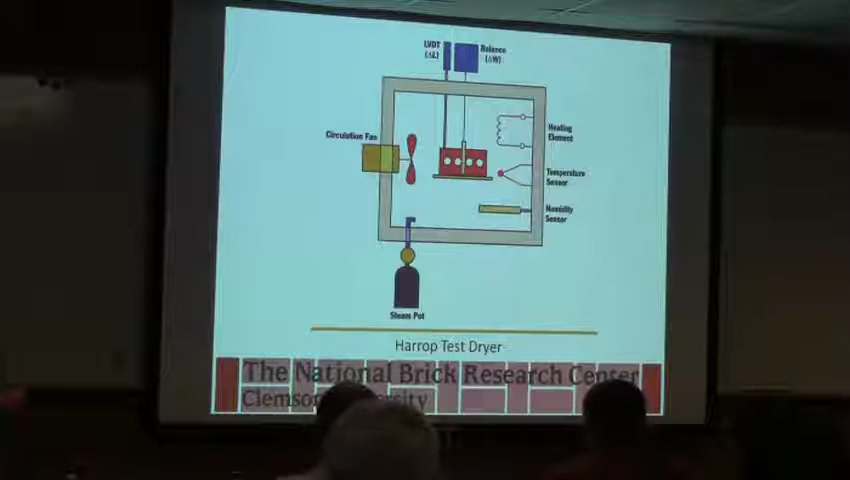 LVDT
(ΔL)
Balance
(ΔW)
Circulation Fan
Heating
Element
Temperature
Sensor
Humidity
Sensor
Steam Pot
Harrop Test Dryer
The National Brick Research Center
Clemson